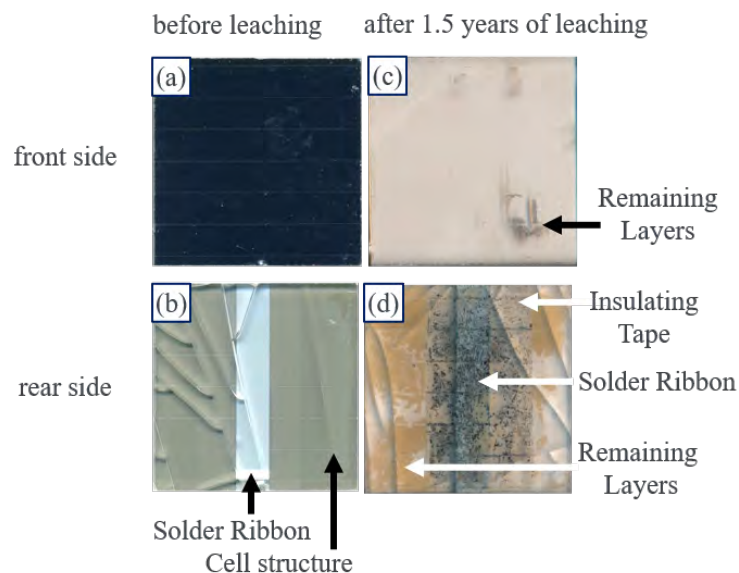 before leaching
after 1.5 years of leaching
front side
(a)
(c)
Remaining
Layers
rear side
(b)
(d)
Insulating
Tape
Solder Ribbon
Remaining
Layers
Solder Ribbon
Cell structure